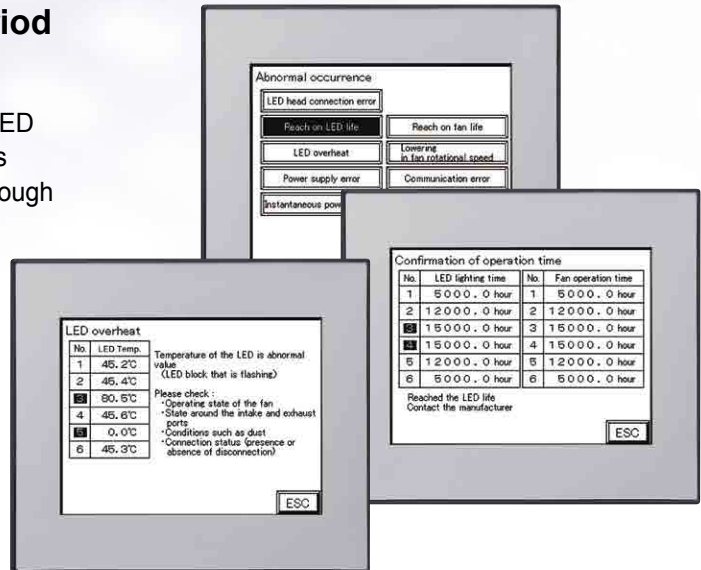 iod
ED
s
ough
Abnormal occurrence
LED head connection error
Reach on LED life
Reach on fan life
LED overheat
Lowering
in fan rotational speed
Power supply error
Communication error
Instantaneous pow
Confirmation of operation time
No. LED lighting time No. Fan operation time
1 5000.0 hour 1 5000.0 hour
2 12000.0 hour 2 12000.0 hour
3 15000.0 hour 3 15000.0 hour
4 15000.0 hour 4 15000.0 hour
5 12000.0 hour 5 12000.0 hour
6 5000.0 hour 6 5000.0 hour
Reached the LED life
Contact the manufacturer
ESC
LED overheat
No. LED Temp.
1 45.2℃
2 45.4℃
3 80.5℃
4 45.6℃
5 0.0℃
6 45.3℃
Temperature of the LED is abnormal
value
(LED block that is flashing)
Please check :
・Operating state of the fan
・State around the intake and exhaust
ports
・Conditions such as dust
・Connection status (presence or
absence of disconnection)
ESC